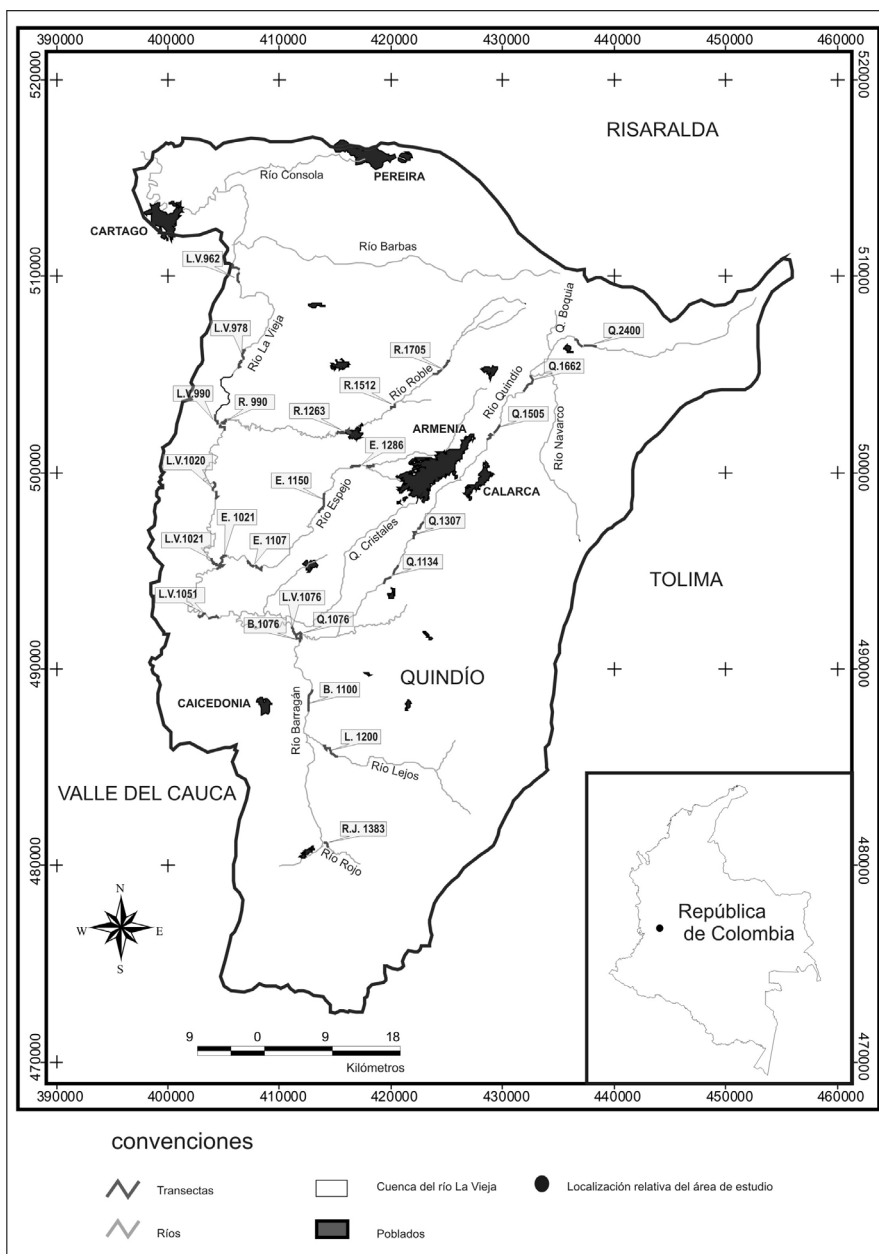 390000 400000 410000 420000 430000 440000 450000 460000
520000 520000
RISARALDA
Río Consola
PEREIRA
CARTAGO
Río Barbas
L.V.962
510000 510000
Q. Boquia
L.V.978
Río La Vieja
R.1705
Q.2400
Río Roble
Río Quindío
Q.1662
R.1512
L.V.990
R. 990
R.1263
Q.1505
ARMENIA
E. 1286
Río Navarco
L.V.1020
500000 500000
E. 1150
CALARCA
Río Espejo
Q. Cristales
Q.1307
E. 1021
L.V.1021
E. 1107
Q.1134
TOLIMA
L.V.1051
L.V.1076
B.1076
Q.1076
490000 490000
QUINDÍO
B. 1100
CAICEDONIA
Río Barragán
L. 1200
Río Lejos
VALLE DEL CAUCA
R.J. 1383
Río Rojo
480000 480000
N
W E
S
República
de Colombia
9 0 9 18
Kilómetros
470000 470000
390000 400000 410000 420000 430000 440000 450000 460000
convenciones
Transectas
Cuenca del río La Vieja
Localización relativa del área de estudio
Ríos
Poblados